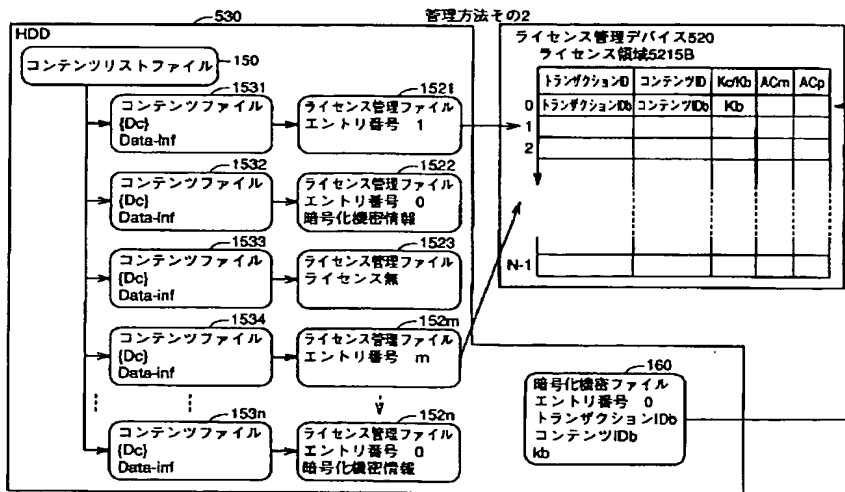 管理方法その2
530
HDD
コンテンツリストファイル
150
1531
コンテンツファイル
{Dc}
Data-inf
1521
ライセンス管理ファイル
エントリ番号 1
1532
コンテンツファイル
{Dc}
Data-inf
1522
ライセンス管理ファイル
エントリ番号 0
暗号化機密情報
1533
コンテンツファイル
{Dc}
Data-inf
1523
ライセンス管理ファイル
ライセンス無
1534
コンテンツファイル
{Dc}
Data-inf
152m
ライセンス管理ファイル
エントリ番号 m
153n
コンテンツファイル
{Dc}
Data-inf
152n
ライセンス管理ファイル
エントリ番号 0
暗号化機密情報
ライセンス管理デバイス520
ライセンス領域5215B
トランザクションID コンテンツID Kc/Kb ACm ACp
0 トランザクションIDb コンテンツIDb Kb
1
2
N-1
160
暗号化機密ファイル
エントリ番号 0
トランザクションIDb
コンテンツIDb
kb